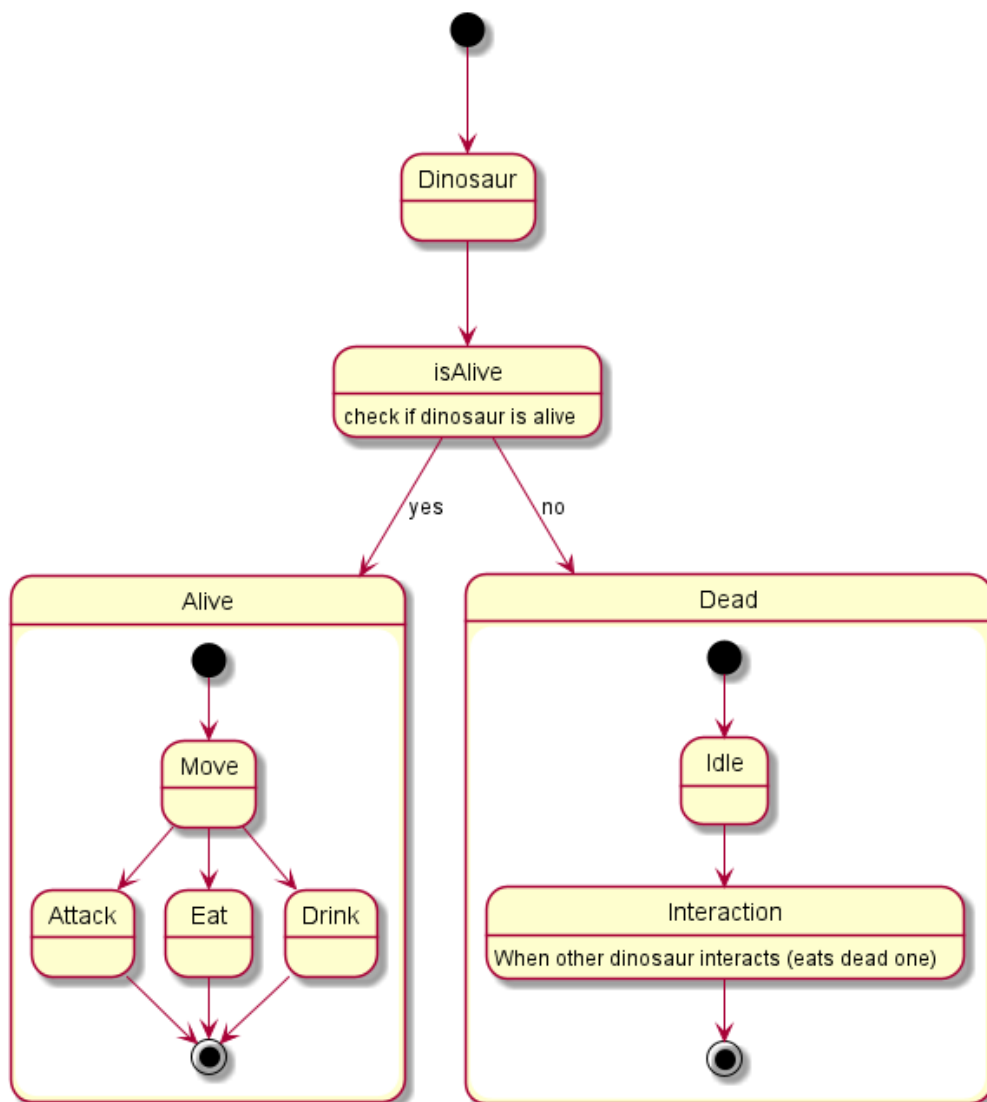 Dinosaur
isAlive
check if dinosaur is alive
yes
no
Alive
Move
Attack
Eat
Drink
Dead
Idle
Interaction
When other dinosaur interacts (eats dead one)